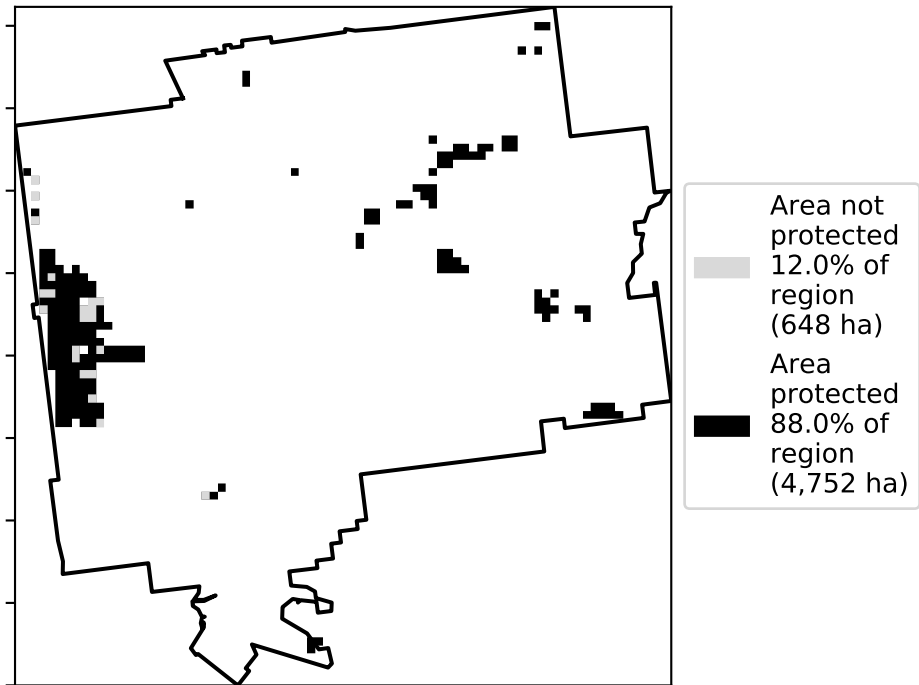 Area not
protected
12.0% of
region
(648 ha)
Area
protected
88.0% of
region
(4,752 ha)